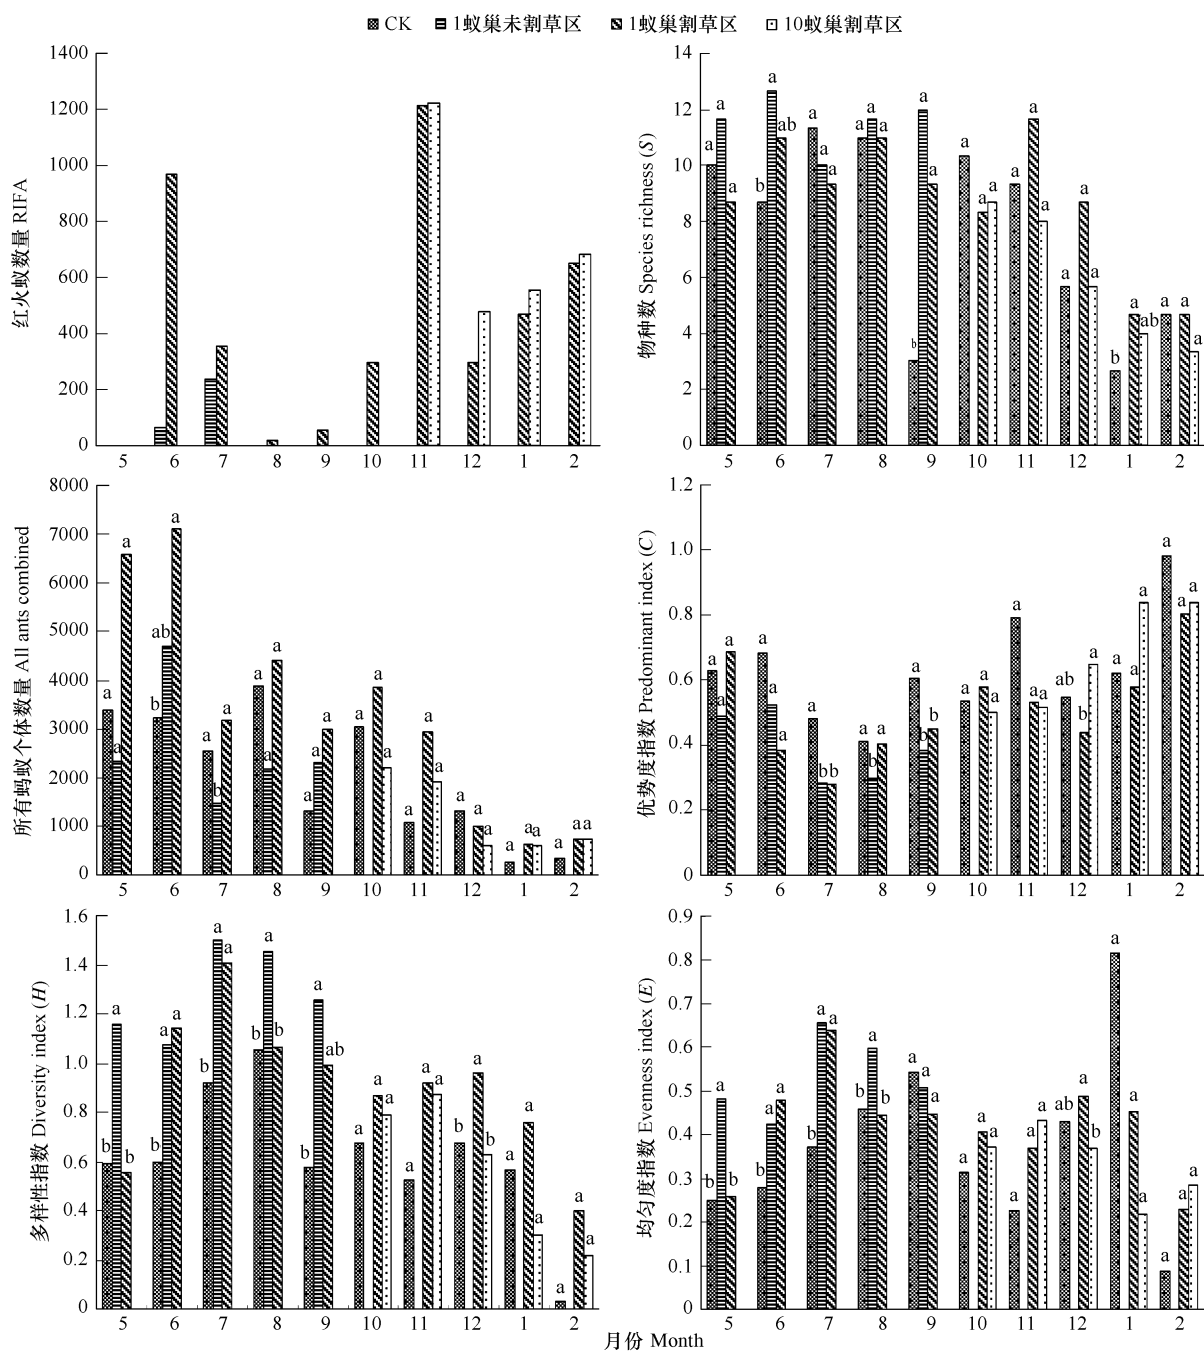 CK 1蚁巢未割草区 1蚁巢割草区 10蚁巢割草区
红火蚁数量 RIFA
1400
1200
1000
800
600
400
200
0
5 6 7 8 9 10 11 12 1 2
物种数 Species richness (S)
14
12
10
8
6
4
2
0
a a a
b a ab
a a a
a a a
b a a
a a a
a a a
a a a
b a ab
a a a
5 6 7 8 9 10 11 12 1 2
所有蚂蚁个体数量 All ants combined
8000
7000
6000
5000
4000
3000
2000
1000
0
a a a
b ab a
a b a
a a a
a a a
a a a
a a a
a a a
a a a
a a a
5 6 7 8 9 10 11 12 1 2
优势度指数 Predominant index (C)
1.2
1.0
0.8
0.6
0.4
0.2
0
a a a
a a a
a b b
a b a
a b b
a a a
a a a
ab b a
a a a
a a a
5 6 7 8 9 10 11 12 1 2
多样性指数 Diversity index (H)
1.6
1.4
1.2
1.0
0.8
0.6
0.4
0.2
0
b a b
b a a
b a a
b a b
b a ab
a a a
a a a
b a b
a a a
a a a
5 6 7 8 9 10 11 12 1 2
均匀度指数 Evenness index (E)
0.9
0.8
0.7
0.6
0.5
0.4
0.3
0.2
0.1
0
b a b
b a a
b a a
b a b
a a a
a a a
a a a
ab a b
a a a
a a a
5 6 7 8 9 10 11 12 1 2
月份 Month